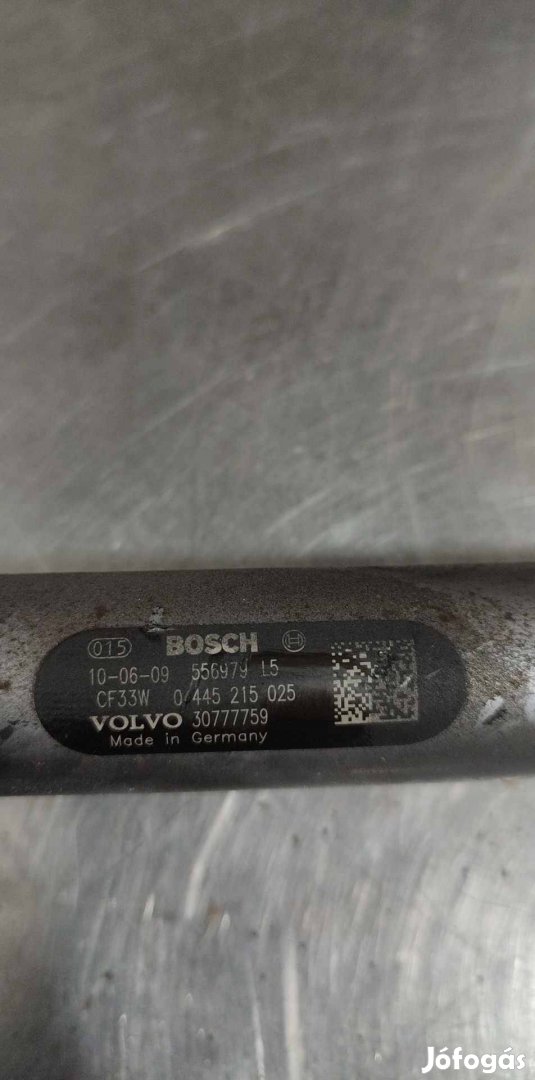 015 BOSCH
10-06-09 556979 L5
CF33W 0 445 215 025
VOLVO 30777759
Made in Germany
Jófogás